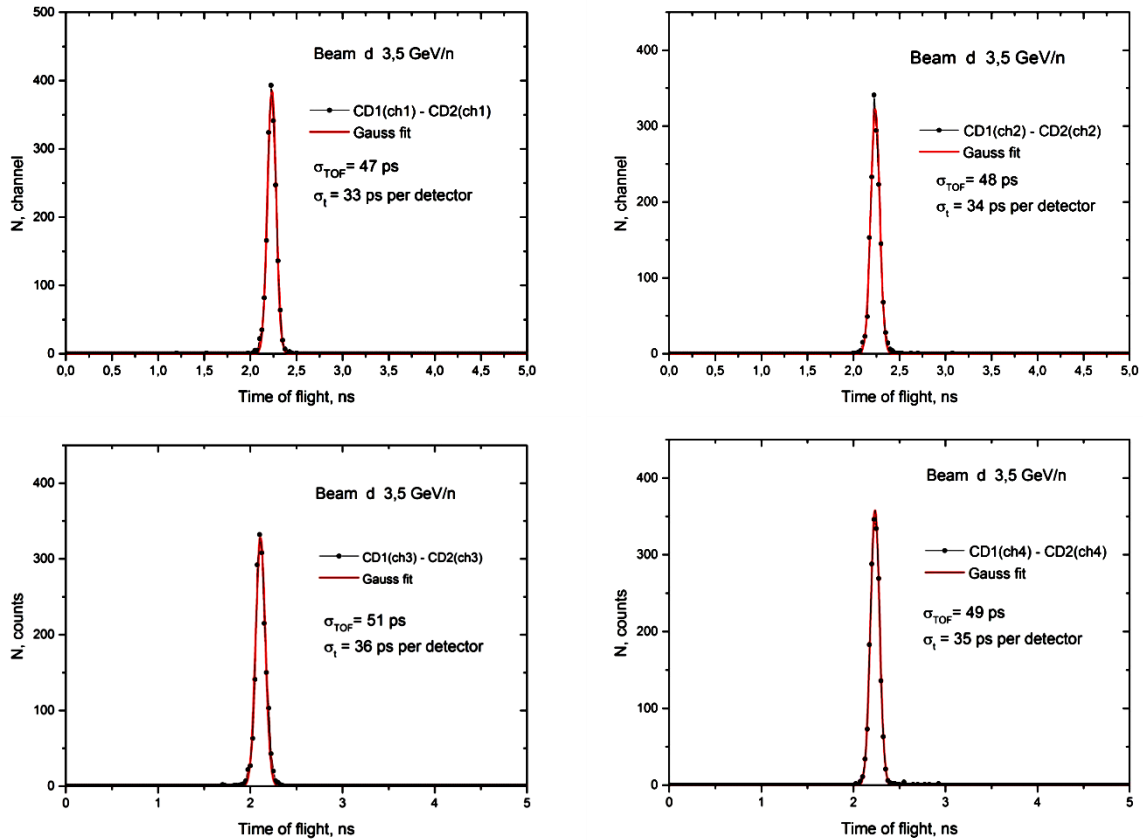 500
400
300
200
100
0
N, channel
Beam d 3,5 GeV/n
CD1(ch1) - CD2(ch1)
Gauss fit
σTOF= 47 ps
σt = 33 ps per detector
0,0 0,5 1,0 1,5 2,0 2,5 3,0 3,5 4,0 4,5 5,0
Time of flight, ns
400
300
200
100
0
N, channel
Beam d 3,5 GeV/n
CD1(ch2) - CD2(ch2)
Gauss fit
σTOF= 48 ps
σt = 34 ps per detector
0,0 0,5 1,0 1,5 2,0 2,5 3,0 3,5 4,0 4,5 5,0
Time of flight, ns
400
300
200
100
0
N, counts
Beam d 3,5 GeV/n
CD1(ch3) - CD2(ch3)
Gauss fit
σTOF= 51 ps
σt = 36 ps per detector
0 1 2 3 4 5
Time of flight, ns
400
300
200
100
0
N, counts
Beam d 3,5 GeV/n
CD1(ch4) - CD2(ch4)
Gauss fit
σTOF= 49 ps
σt = 35 ps per detector
0 1 2 3 4 5
Time of flight, ns